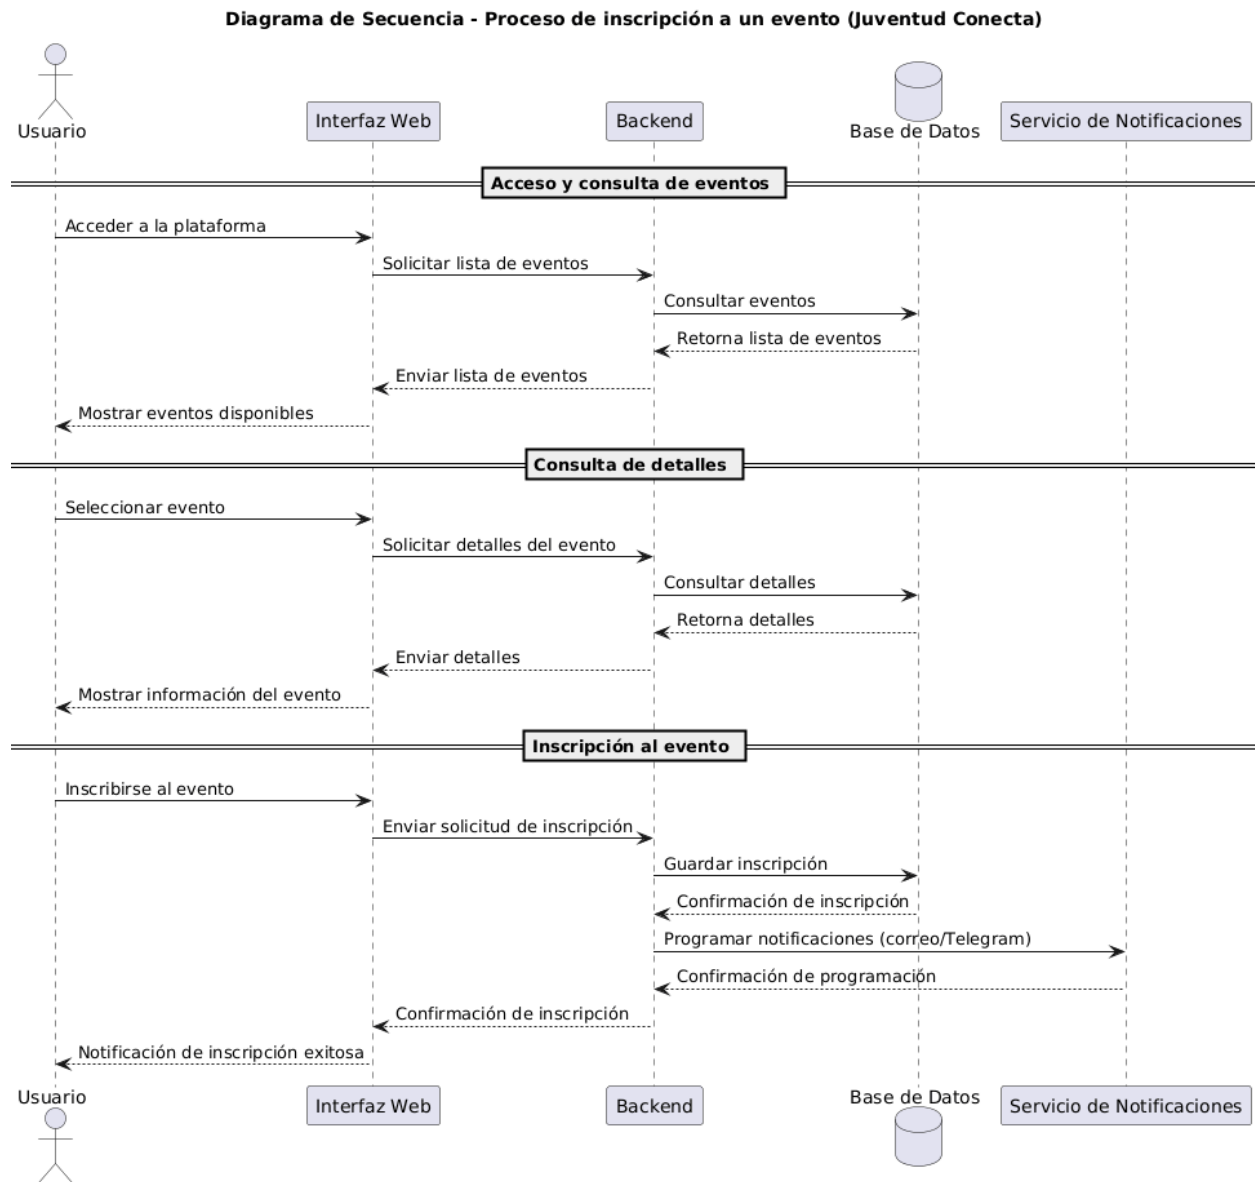 Diagrama de Secuencia - Proceso de inscripción a un evento (Juventud Conecta)
Usuario
Interfaz Web
Backend
Base de Datos
Servicio de Notificaciones
Acceso y consulta de eventos
Acceder a la plataforma
Solicitar lista de eventos
Consultar eventos
Retorna lista de eventos
Enviar lista de eventos
Mostrar eventos disponibles
Consulta de detalles
Seleccionar evento
Solicitar detalles del evento
Consultar detalles
Retorna detalles
Enviar detalles
Mostrar información del evento
Inscripción al evento
Inscribirse al evento
Enviar solicitud de inscripción
Guardar inscripción
Confirmación de inscripción
Programar notificaciones (correo/Telegram)
Confirmación de programación
Confirmación de inscripción
Notificación de inscripción exitosa
Usuario
Interfaz Web
Backend
Base de Datos
Servicio de Notificaciones